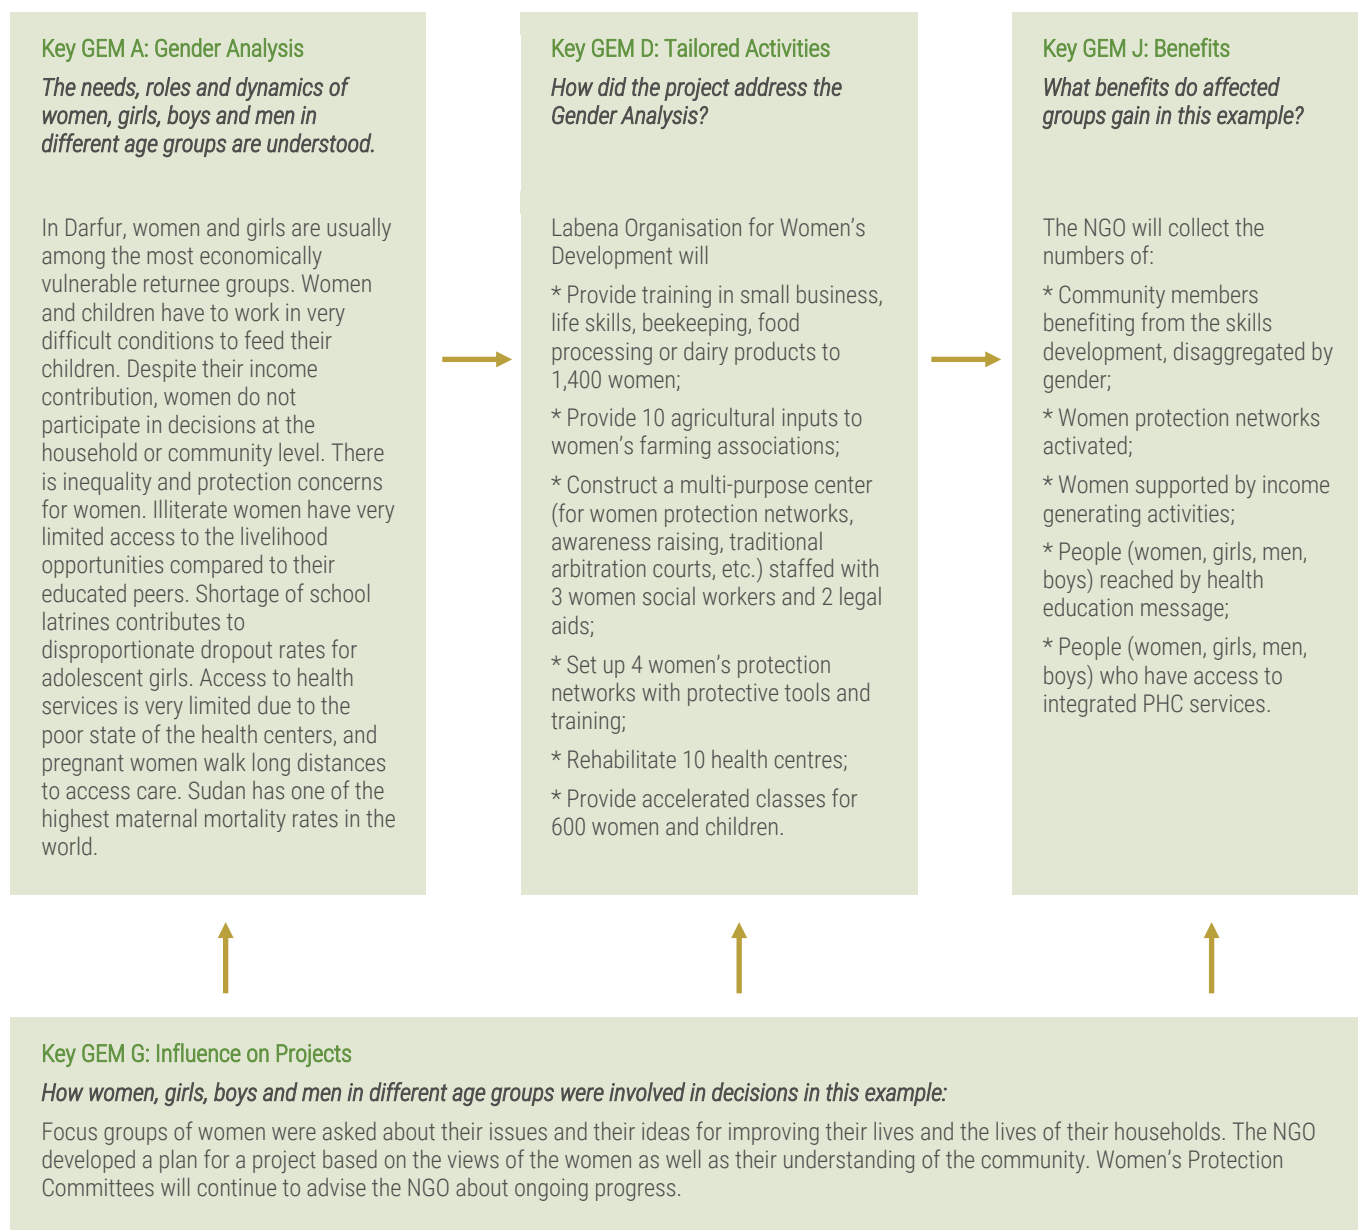 Key GEM A: Gender Analysis
The needs, roles and dynamics of
women, girls, boys and men in
different age groups are understood.
In Darfur, women and girls are usually
among the most economically
vulnerable returnee groups. Women
and children have to work in very
difficult conditions to feed their
children. Despite their income
contribution, women do not
participate in decisions at the
household or community level. There
is inequality and protection concerns
for women. Illiterate women have very
limited access to the livelihood
opportunities compared to their
educated peers. Shortage of school
latrines contributes to
disproportionate dropout rates for
adolescent girls. Access to health
services is very limited due to the
poor state of the health centers, and
pregnant women walk long distances
to access care. Sudan has one of the
highest maternal mortality rates in the
world.
Key GEM D: Tailored Activities
How did the project address the
Gender Analysis?
Labena Organisation for Women's
Development will
* Provide training in small business,
life skills, beekeeping, food
processing or dairy products to
1,400 women;
* Provide 10 agricultural inputs to
women's farming associations;
* Construct a multi-purpose center
(for women protection networks,
awareness raising, traditional
arbitration courts, etc.) staffed with
3 women social workers and 2 legal
aids;
* Set up 4 women's protection
networks with protective tools and
training;
* Rehabilitate 10 health centres;
* Provide accelerated classes for
600 women and children.
Key GEM J: Benefits
What benefits do affected
groups gain in this example?
The NGO will collect the
numbers of:
* Community members
benefiting from the skills
development, disaggregated by
gender;
* Women protection networks
activated;
* Women supported by income
generating activities;
* People (women, girls, men,
boys) reached by health
education message;
* People (women, girls, men,
boys) who have access to
integrated PHC services.
Key GEM G: Influence on Projects
How women, girls, boys and men in different age groups were involved in decisions in this example:
Focus groups of women were asked about their issues and their ideas for improving their lives and the lives of their households. The NGO
developed a plan for a project based on the views of the women as well as their understanding of the community. Women's Protection
Committees will continue to advise the NGO about ongoing progress.